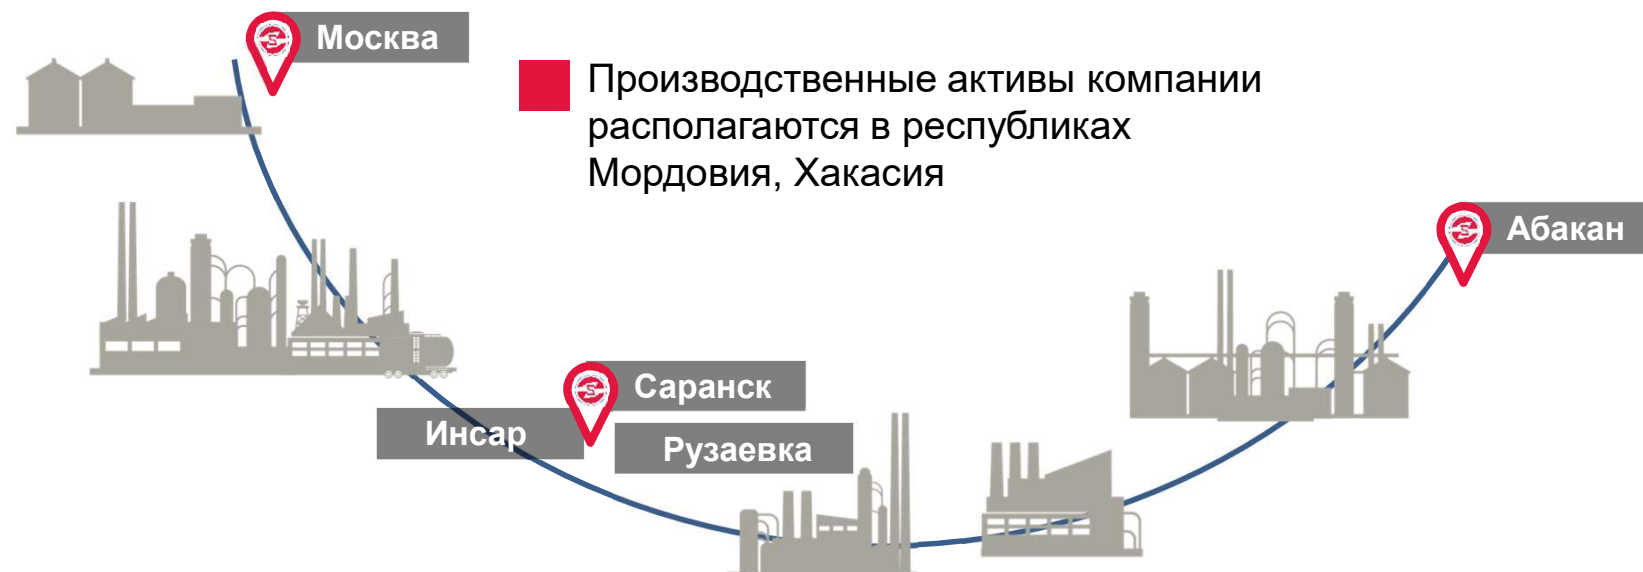 Москва
Производственные активы компании
располагаются в республиках
Мордовия, Хакасия
Абакан
Саранск
Инсар
Рузаевка